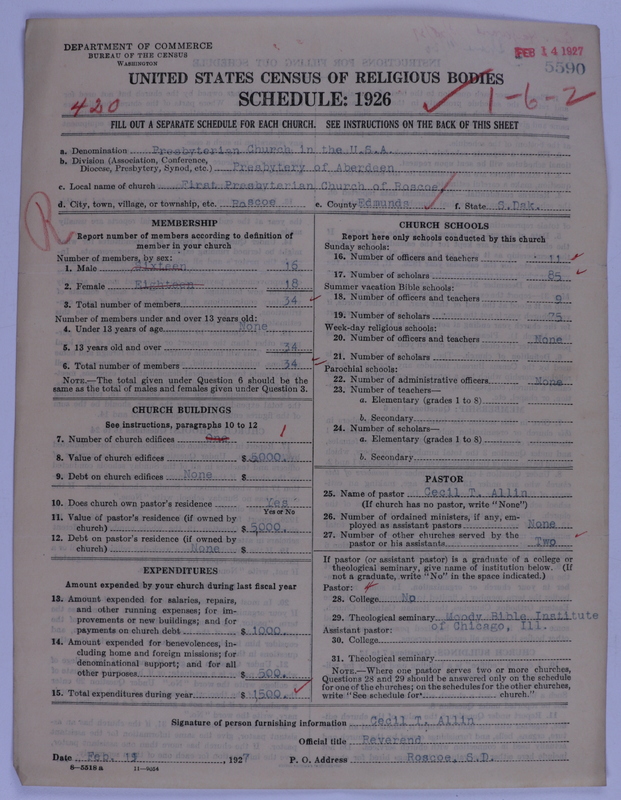 DEPARTMENT OF COMMERCE
BUREAU OF THE CENSUS
WASHINGTON
FEB 14 1927
5590
UNITED STATES CENSUS OF RELIGIOUS BODIES
SCHEDULE: 1926
420
1-6-2
FILL OUT A SEPARATE SCHEDULE FOR EACH CHURCH. SEE INSTRUCTIONS ON THE BACK OF THIS SHEET
a. Denomination Presbyterian Church in the U.S.A.
b. Division (Association, Conference, Diocese, Presbytery, Synod, etc.) Presbytery of Aberdeen
c. Local name of church First Presbyterian Church of Roscoe
d. City, town, village, or township, etc. Roscoe e. County Edmunds f. State S.Dak.
R
MEMBERSHIP
Report number of members according to definition of
member in your church
Number of members, by sex:
1. Male Sixteen 16
2. Female Eighteen 18
3. Total number of members 34
Number of members under and over 13 years old:
4. Under 13 years of age None
5. 13 years old and over 34
6. Total number of members 34
NOTE.—The total given under Question 6 should be
same as the total of males and females given under Question 3.
CHURCH BUILDINGS
See instructions, paragraphs 10 to 12
7. Number of church edifices One 1
8. Value of church edifices $ 5000.
9. Debt on church edifices None $
10. Does church own pastor's residence Yes
Yes or No
11. Value of pastor's residence (if owned by
church) $ 5000.
12. Debt on pastor's residence (if owned by
church) None $
EXPENDITURES
Amount expended by your church during last fiscal year
13. Amount expended for salaries, repairs,
and other running expenses; for im-
provements or new buildings; and for
payments on church debt $ 1000.
14. Amount expended for benevolences, in-
cluding home and foreign missions; for
denominational support; and for all
other purposes $ 500.
15. Total expenditures during year $ 1500.
CHURCH SCHOOLS
Report here only schools conducted by this church
Sunday schools:
16. Number of officers and teachers 11
17. Number of scholars 85
Summer vacation Bible schools:
18. Number of officers and teachers 9
19. Number of scholars 75
Week-day religious schools:
20. Number of officers and teachers None
21. Number of scholars
Parochial schools:
22. Number of administrative officers None
23. Number of teachers—
a. Elementary (grades 1 to 8)
b. Secondary
24. Number of scholars—
a. Elementary (grades 1 to 8)
b. Secondary
PASTOR
25. Name of pastor Cecil T. Allin
(If church has no pastor, write "None")
26. Number of ordained ministers, if any, em-
ployed as assistant pastors None
27. Number of other churches served by the
pastor or his assistants Two
If pastor (or assistant pastor) is a graduate of a college or
theological seminary, give name of institution below. (If
not a graduate, write "No" in the space indicated.)
Pastor:
28. College No
29. Theological seminary Moody Bible Institute
of Chicago, Ill.
Assistant pastor:
30. College
31. Theological seminary
NOTE.—Where one pastor serves two or more churches,
Questions 28 and 29 should be answered only on the schedule
for one of the churches; on the schedules for the other churches,
write "See schedule for church."
Signature of person furnishing information Cecil T. Allin
Official title Reverend
Date Feb. 11, 1927 P. O. Address Roscoe, S.D.
8-5518 a 11-9024